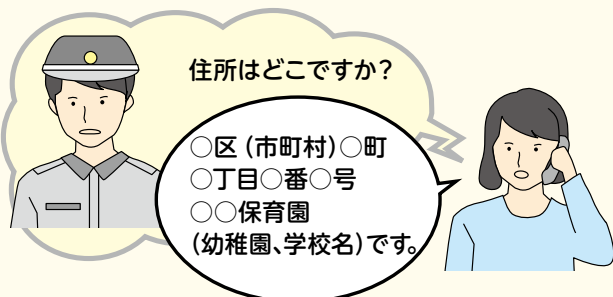 住所はどこですか?
○区(市町村)○町
○丁目○番○号
○○保育園
(幼稚園、学校名)です。